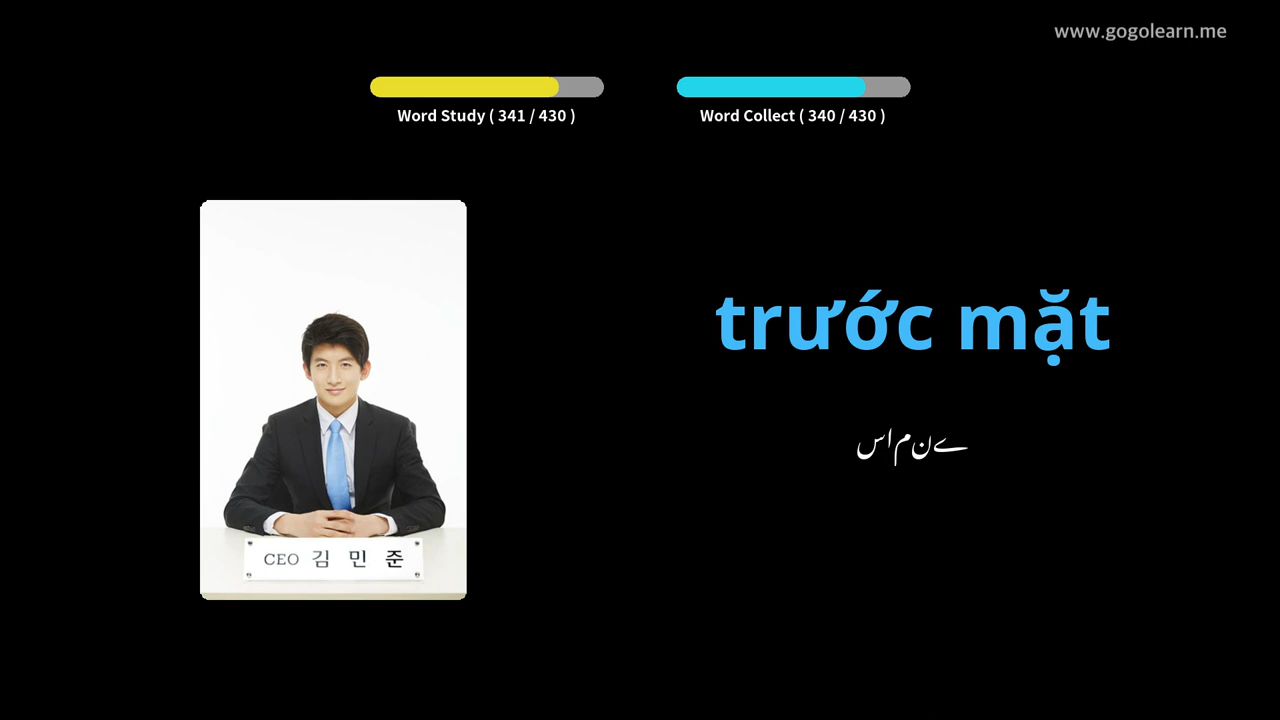 www.gogolearn.me
Word Study ( 341 / 430 )
Word Collect ( 340 / 430 )
trước mặt
سامنے
CEO 김 민 준